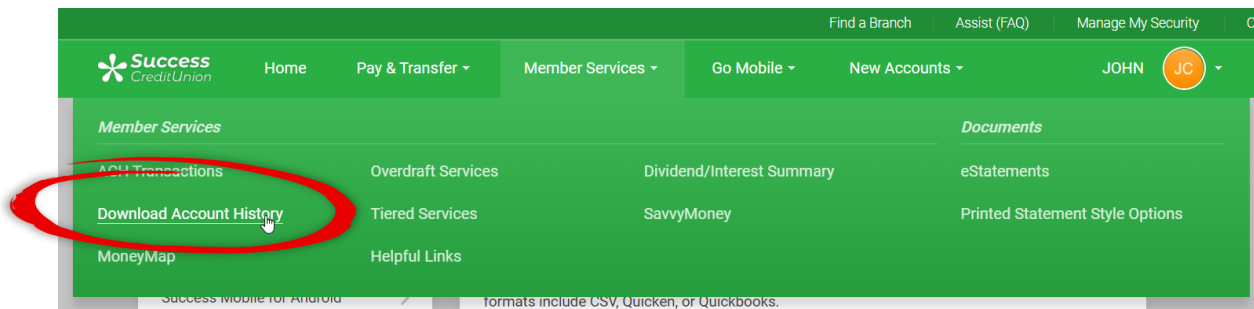 Find a Branch Assist (FAQ) Manage My Security
Success
CreditUnion
Home Pay & Transfer Member Services Go Mobile New Accounts JOHN JC
Member Services Documents
ACH Transactions Overdraft Services Dividend/Interest Summary eStatements
Download Account History Tiered Services SavvyMoney Printed Statement Style Options
MoneyMap Helpful Links
Success Mobile for Android formats include CSV, Quicken, or Quickbooks.